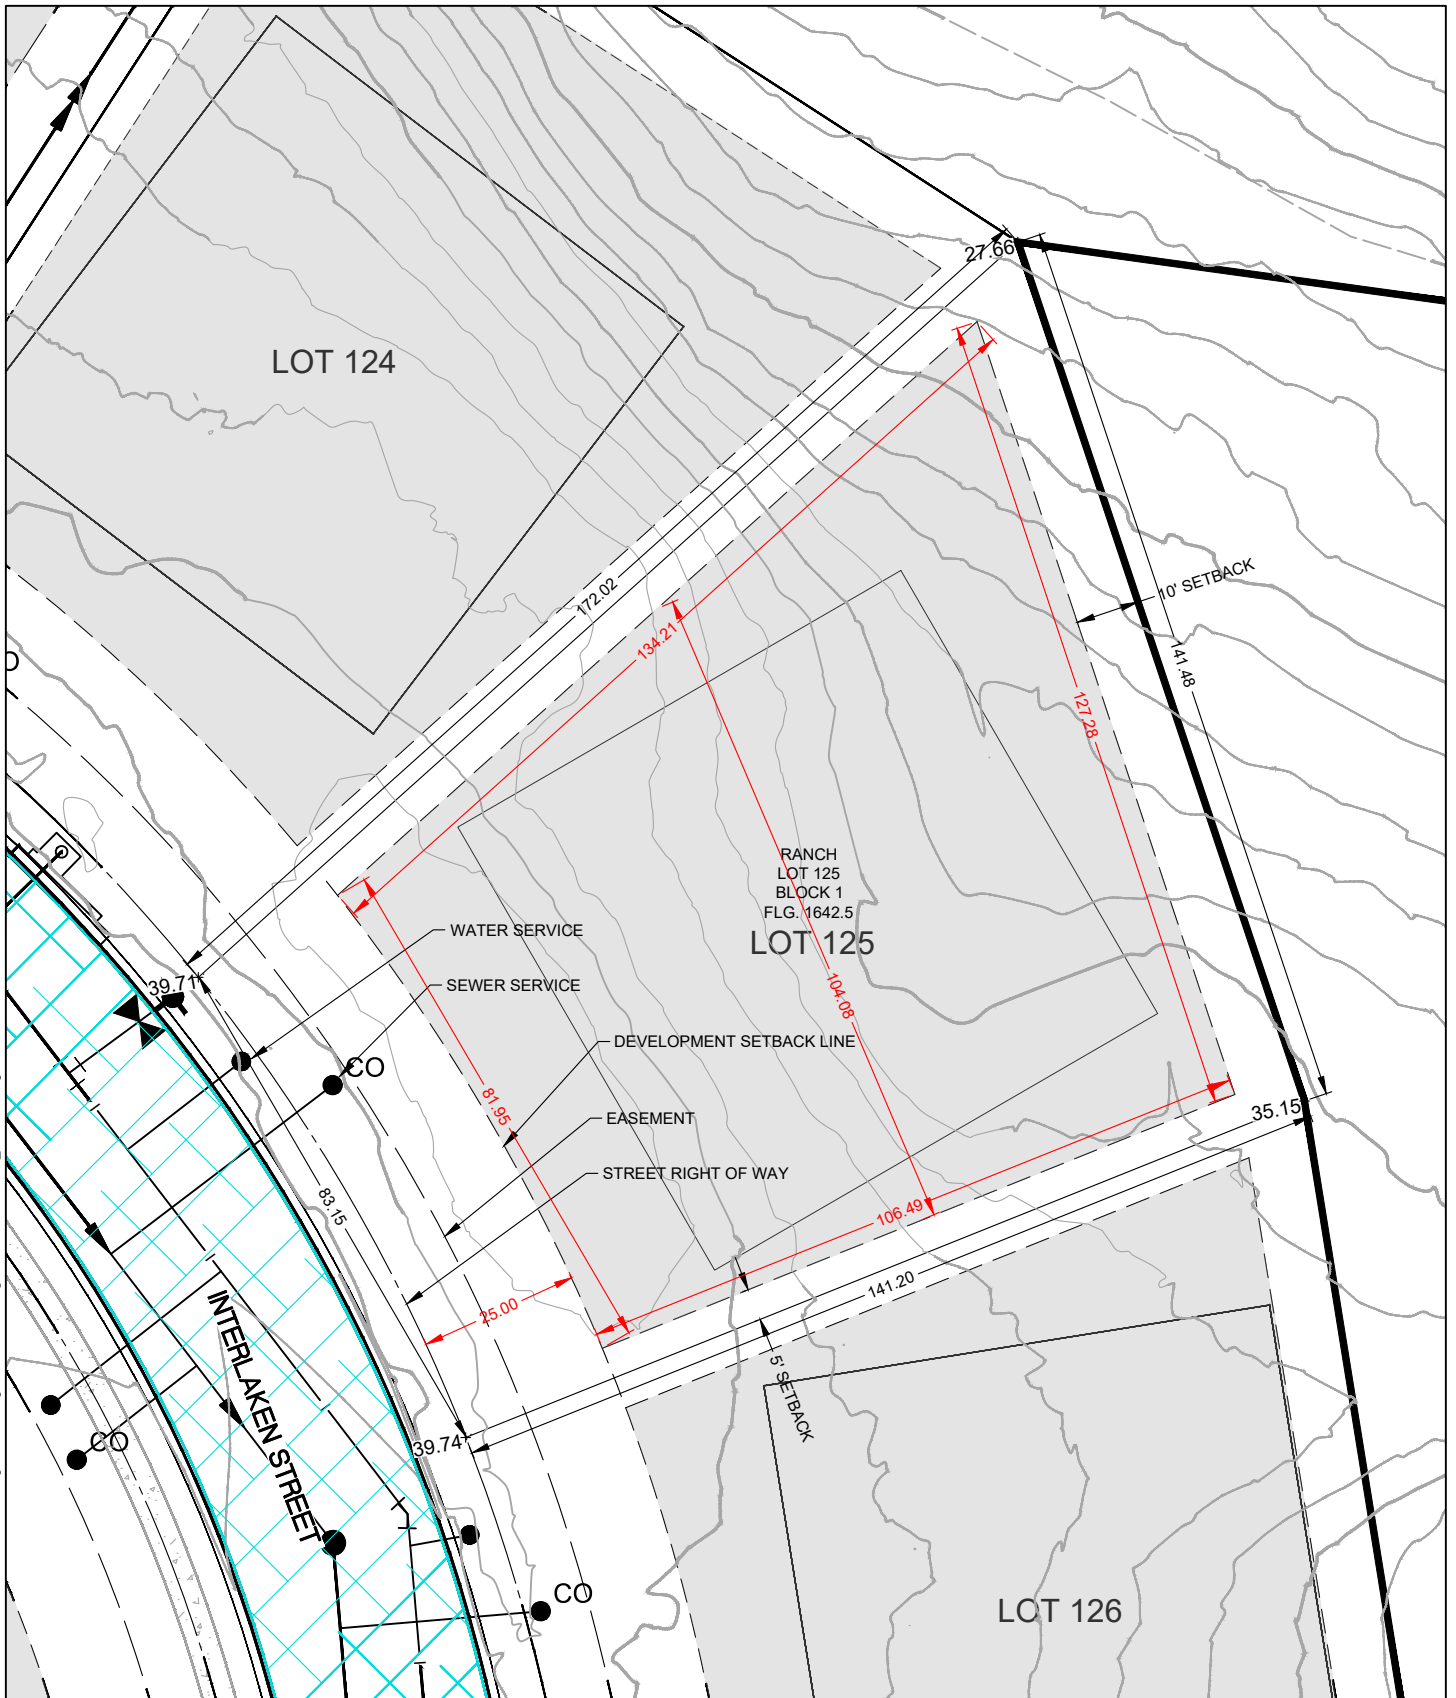 27.66
LOT 124
10' SETBACK
172.02
134.21
141.48
127.28
RANCH
LOT 125
BLOCK 1
FLG. 1642.5
LOT 125
WATER SERVICE
39.71
SEWER SERVICE
104.08
DEVELOPMENT SETBACK LINE
CO
81.95
35.15
EASEMENT
STREET RIGHT OF WAY
83.15
106.49
141.20
25.00
INTERLAKEN STREET
5' SETBACK
39.74
CO
CO
LOT 126